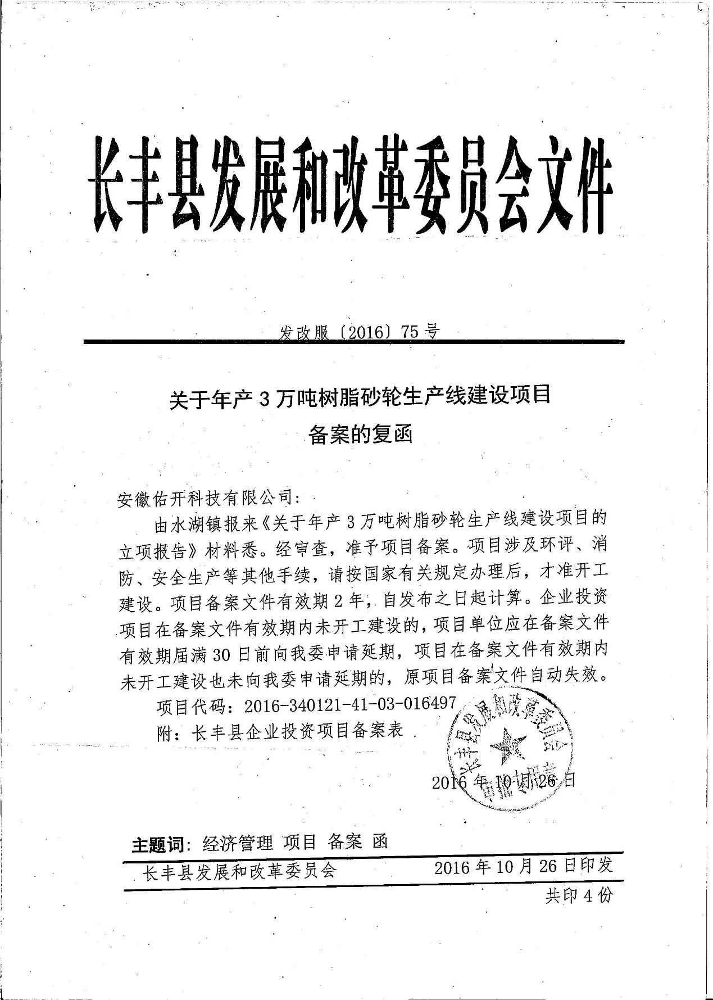 长丰县发展和改革委员会文件
发改服〔2016〕75号
关于年产3万吨树脂砂轮生产线建设项目
备案的复函
安徽佑开科技有限公司：
由水湖镇报来《关于年产3万吨树脂砂轮生产线建设项目的
立项报告》材料悉。经审查，准予项目备案。项目涉及环评、消
防、安全生产等其他手续，请按国家有关规定办理后，才准开工
建设。项目备案文件有效期2年，自发布之日起计算。企业投资
项目在备案文件有效期内未开工建设的，项目单位应在备案文件
有效期届满30日前向我委申请延期，项目在备案文件有效期内
未开工建设也未向我委申请延期的，原项目备案文件自动失效。
项目代码：2016-340121-41-03-016497
附：长丰县企业投资项目备案表
长丰县发展和改革委员会
审批专用章
2016年10月26日
主题词：经济管理 项目 备案 函
长丰县发展和改革委员会 2016年10月26日印发
共印4份